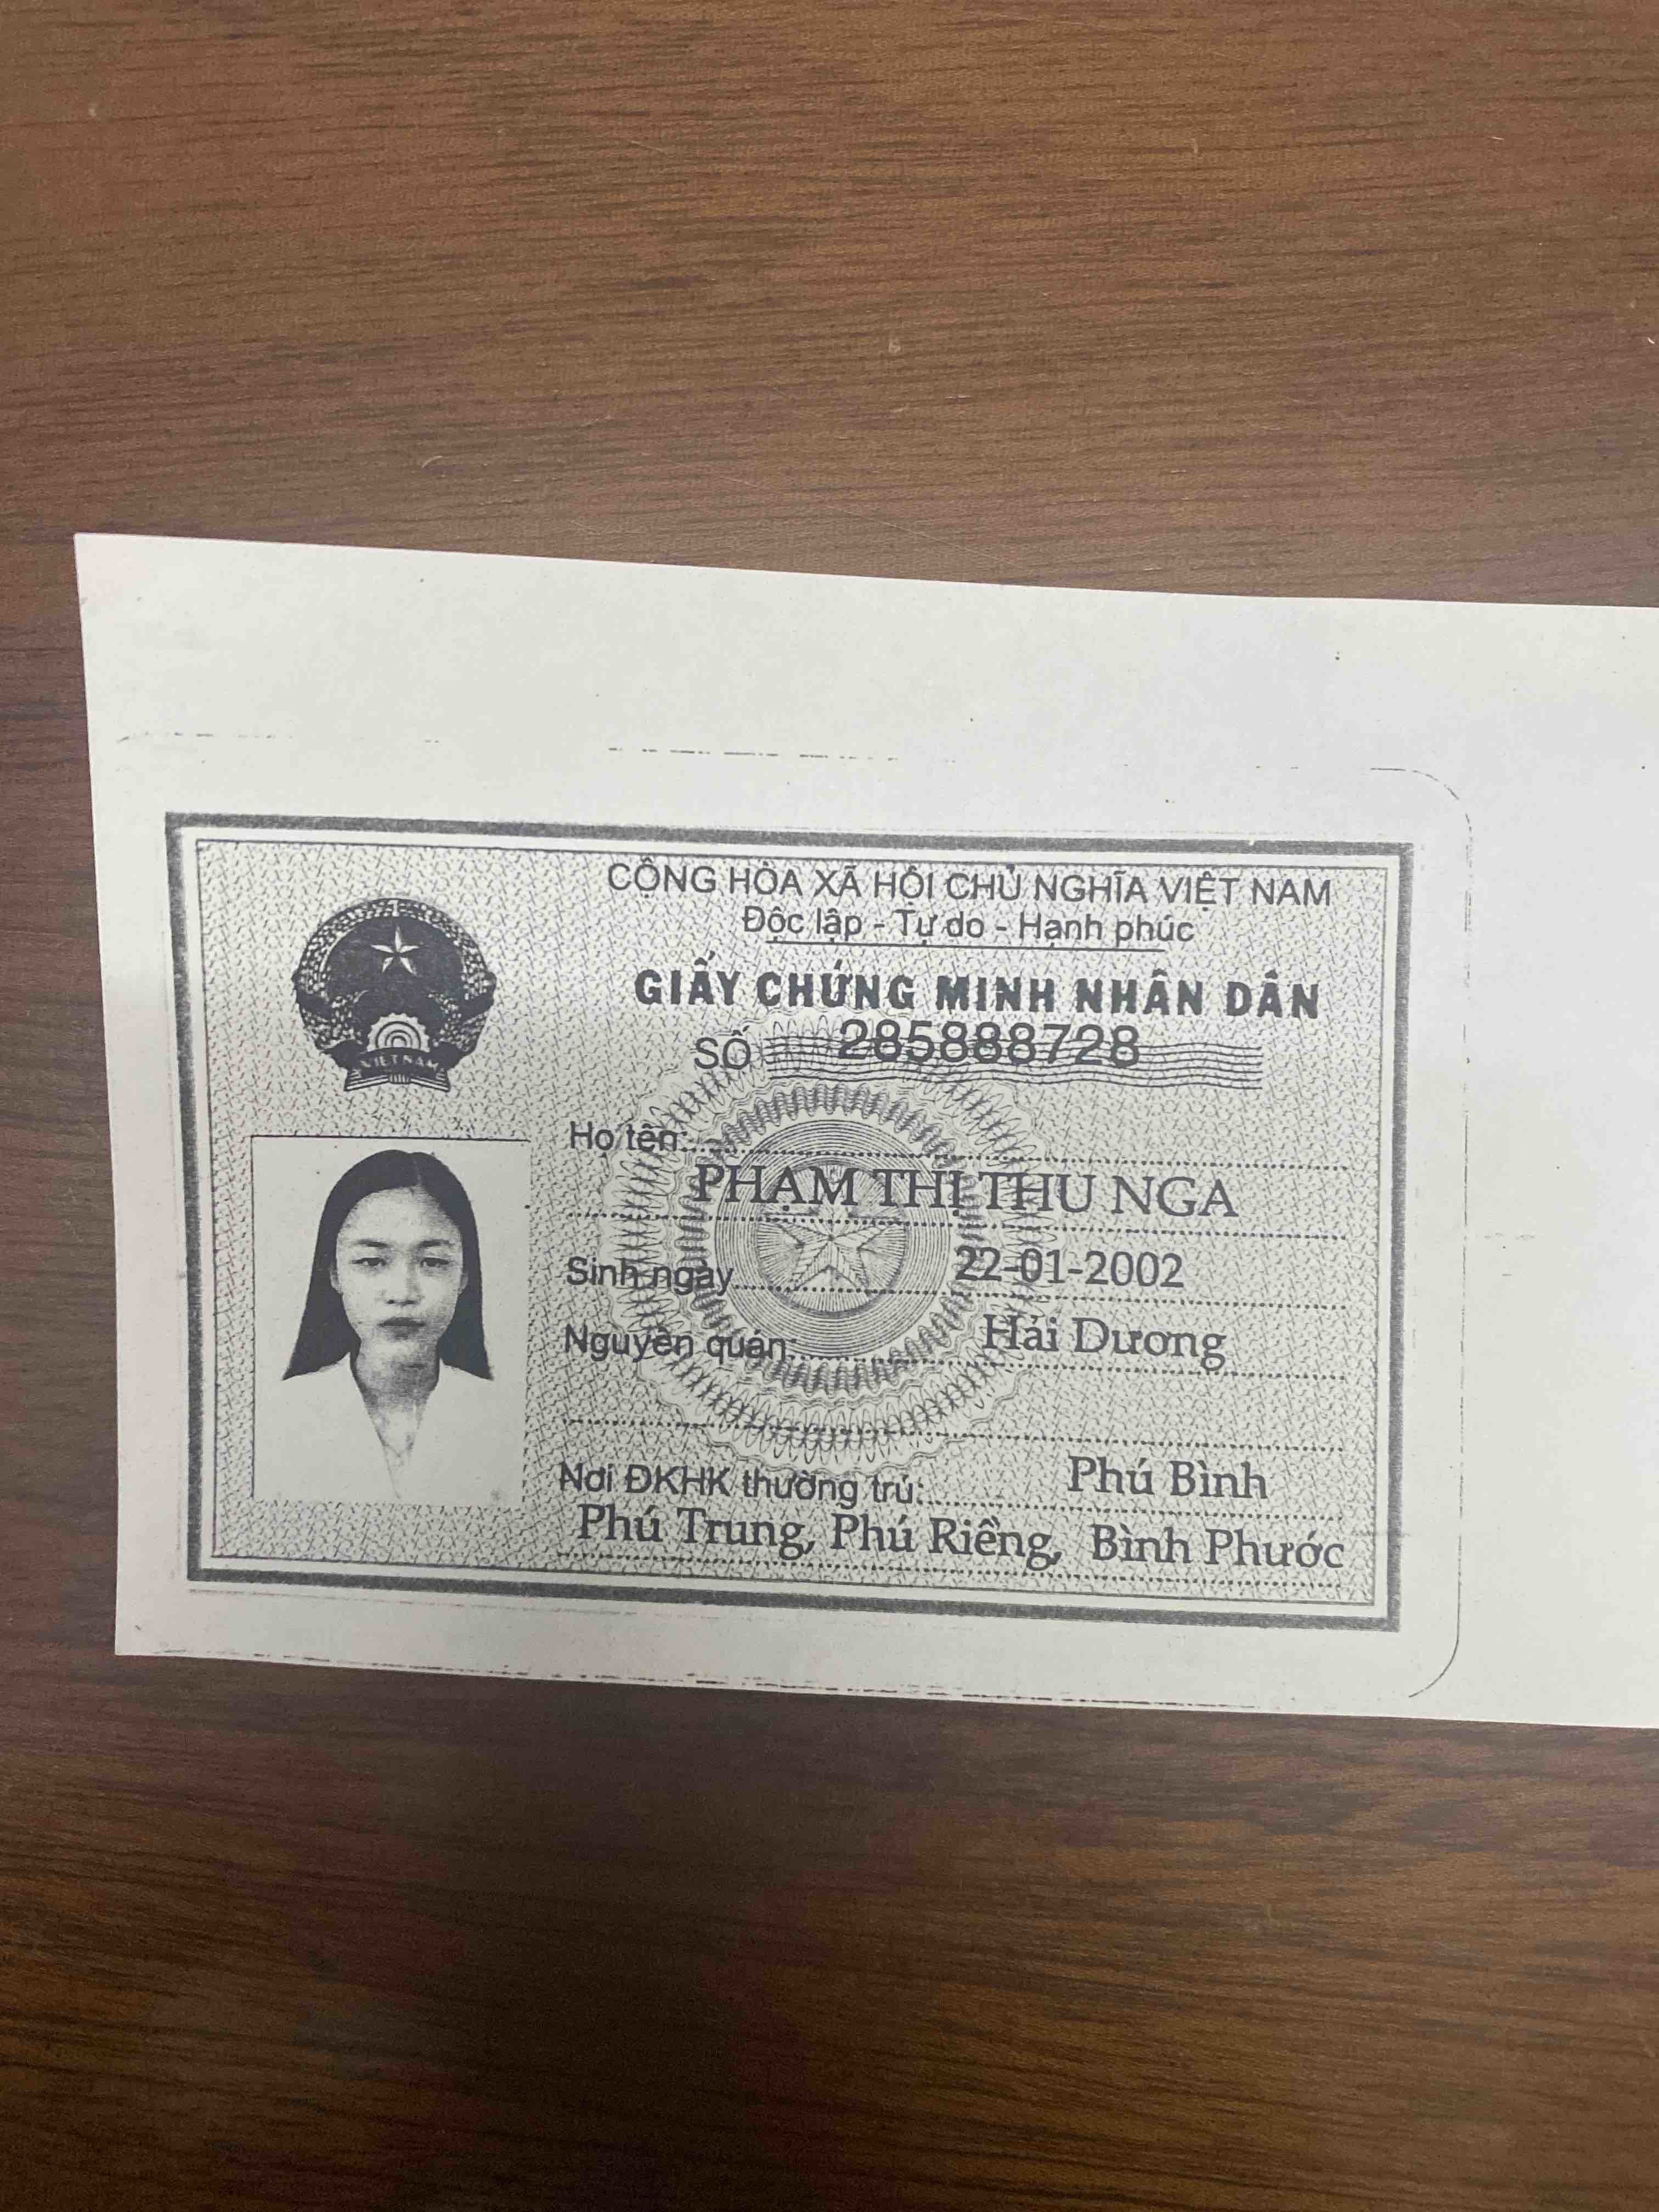 CỘNG HÒA XÃ HỘI CHỦ NGHĨA VIỆT NAM
Độc lập - Tự do - Hạnh phúc
GIẤY CHỨNG MINH NHÂN DÂN
SỐ 285888728
VIET NAM
Họ tên:
PHẠM THỊ THU NGA
Sinh ngày 22-01-2002
Nguyên quán: Hải Dương
Nơi ĐKHK thường trú: Phú Bình
Phú Trung, Phú Riềng, Bình Phước